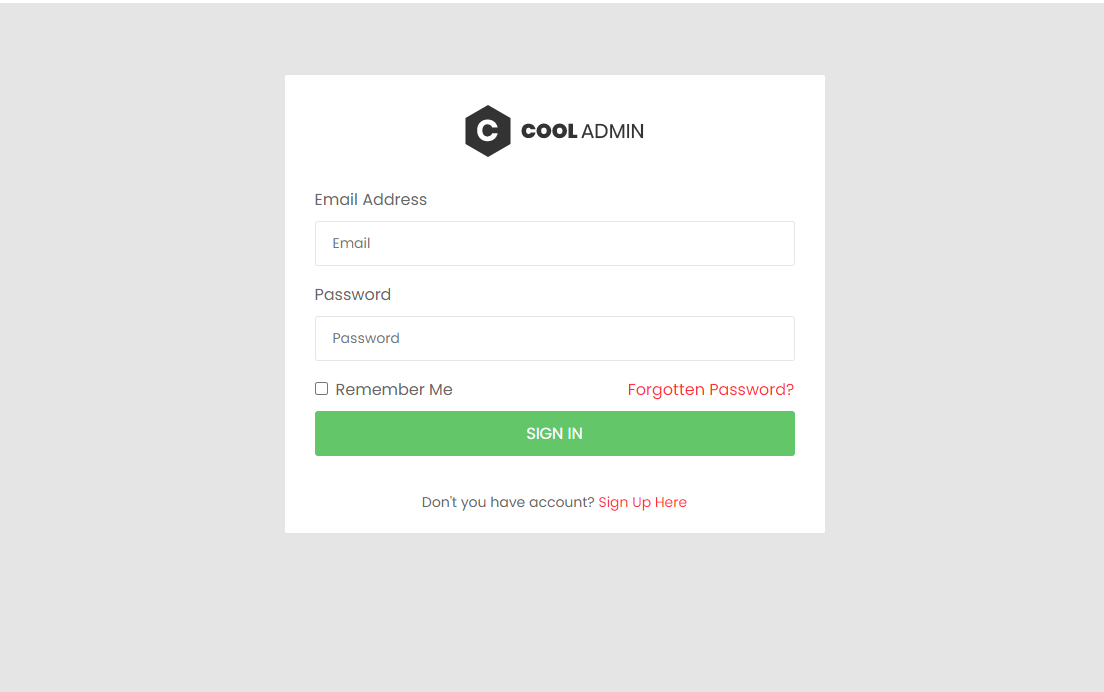 C COOL ADMIN
Email Address
Email
Password
Password
Remember Me Forgotten Password?
SIGN IN
Don't you have account? Sign Up Here